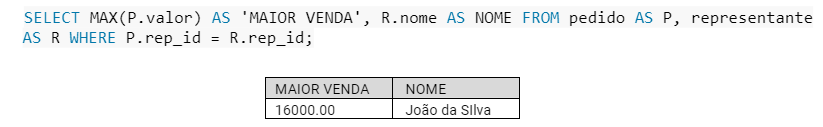 SELECT MAX(P.valor) AS 'MAIOR VENDA', R.nome AS NOME FROM pedido AS P, representante
AS R WHERE P.rep_id = R.rep_id;
MAIOR VENDA NOME
16000.00 João da SIlva